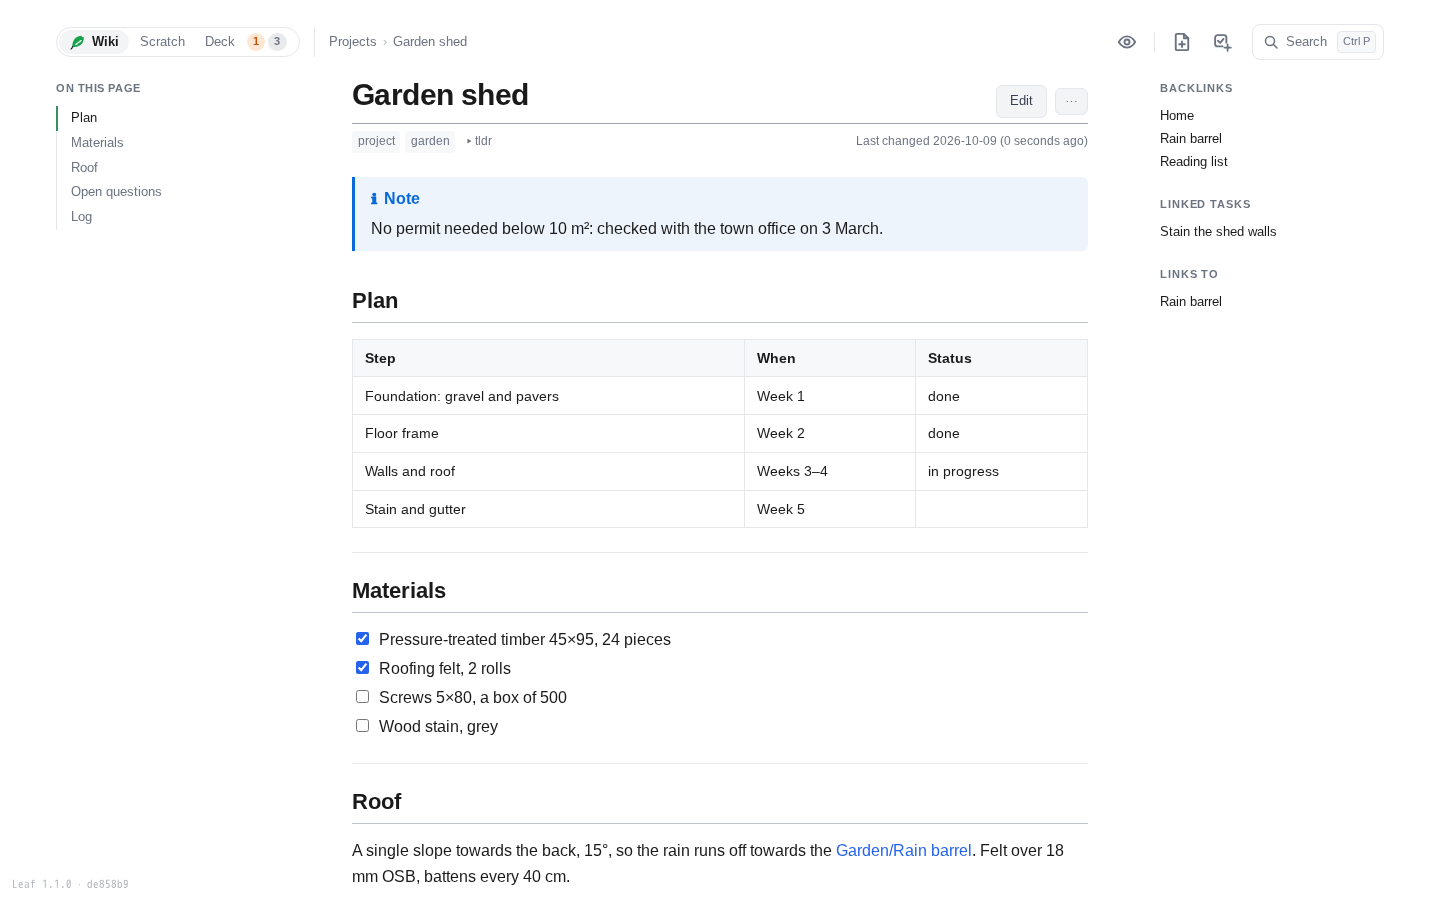 Wiki Scratch Deck 1 3 Projects › Garden shed Search Ctrl P
ON THIS PAGE
Plan
Materials
Roof
Open questions
Log
Garden shed
Edit ...
project garden ‣ tldr Last changed 2026-10-09 (0 seconds ago)
Note
No permit needed below 10 m²: checked with the town office on 3 March.
Plan
Step When Status
Foundation: gravel and pavers Week 1 done
Floor frame Week 2 done
Walls and roof Weeks 3–4 in progress
Stain and gutter Week 5
Materials
Pressure-treated timber 45×95, 24 pieces
Roofing felt, 2 rolls
Screws 5×80, a box of 500
Wood stain, grey
Roof
A single slope towards the back, 15°, so the rain runs off towards the Garden/Rain barrel. Felt over 18
mm OSB, battens every 40 cm.
BACKLINKS
Home
Rain barrel
Reading list
LINKED TASKS
Stain the shed walls
LINKS TO
Rain barrel
Leaf 1.1.0 · de858b9